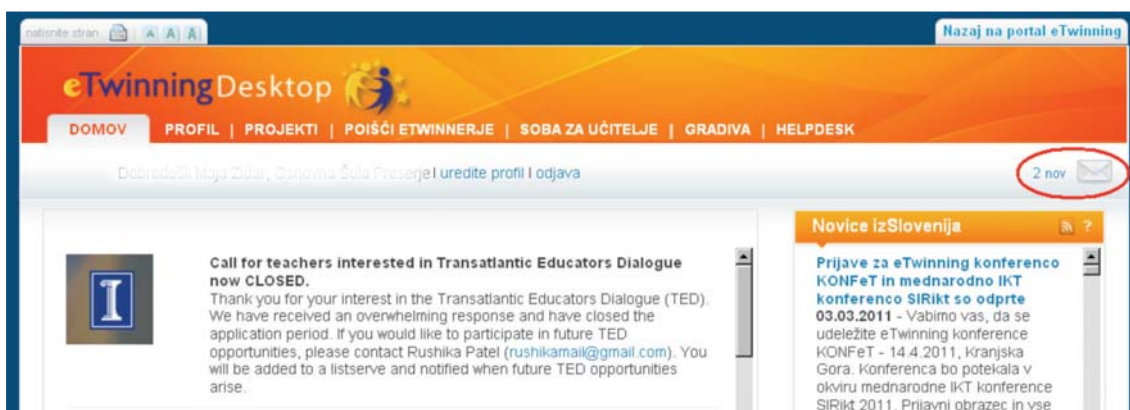 natisnite stran A A A
Nazaj na portal eTwinning
eTwinning Desktop
DOMOV PROFIL | PROJEKTI | POIŠČI ETWINNERJE | SOBA ZA UČITELJE | GRADIVA | HELPDESK
Dobrodošli Maja Zidar, Osnovna Šola Preserje | uredite profil | odjava
2 nov
I
Call for teachers interested in Transatlantic Educators Dialogue
now CLOSED.
Thank you for your interest in the Transatlantic Educators Dialogue (TED).
We have received an overwhelming response and have closed the
application period. If you would like to participate in future TED
opportunities, please contact Rushika Patel (rushikamail@gmail.com). You
will be added to a listserve and notified when future TED opportunities
arise.
Novice izSlovenija ?
Prijave za eTwinning konferenco
KONFeT in mednarodno IKT
konferenco SIRikt so odprte
03.03.2011 - Vabimo vas, da se
udeležite eTwinning konference
KONFeT - 14.4.2011, Kranjska
Gora. Konferenca bo potekala v
okviru mednarodne IKT konference
SIRikt 2011. Prijavni obrazec in vse